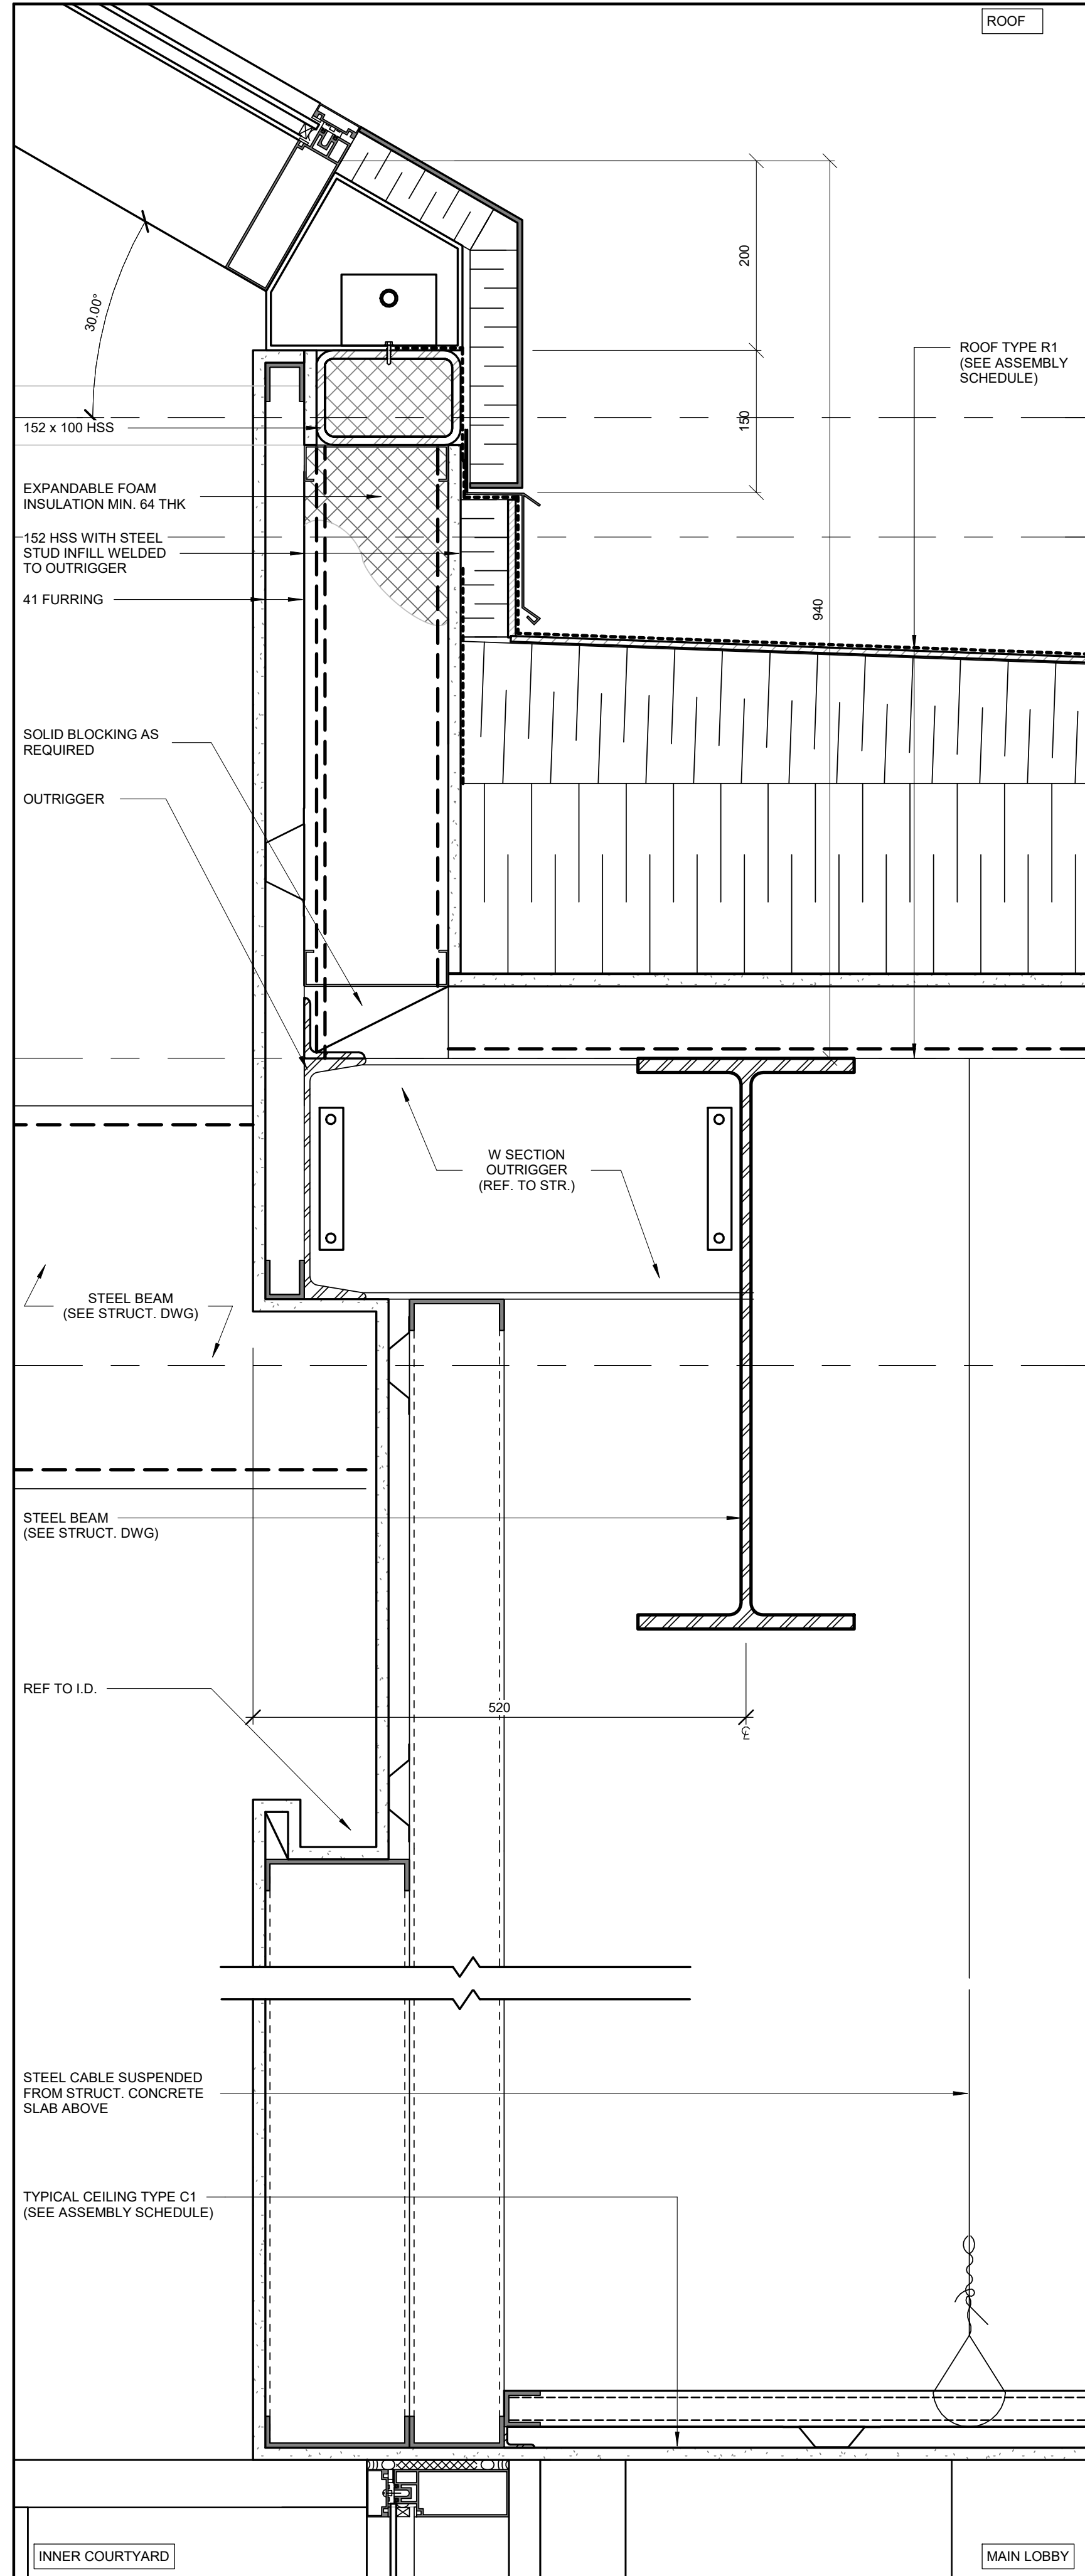 ROOF
200
30.00°
ROOF TYPE R1
(SEE ASSEMBLY
SCHEDULE)
150
152 x 100 HSS
EXPANDABLE FOAM
INSULATION MIN. 64 THK
152 HSS WITH STEEL
STUD INFILL WELDED
TO OUTRIGGER
41 FURRING
940
SOLID BLOCKING AS
REQUIRED
OUTRIGGER
W SECTION
OUTRIGGER
(REF. TO STR.)
STEEL BEAM
(SEE STRUCT. DWG)
STEEL BEAM
(SEE STRUCT. DWG)
REF TO I.D.
520
℄
STEEL CABLE SUSPENDED
FROM STRUCT. CONCRETE
SLAB ABOVE
TYPICAL CEILING TYPE C1
(SEE ASSEMBLY SCHEDULE)
INNER COURTYARD
MAIN LOBBY